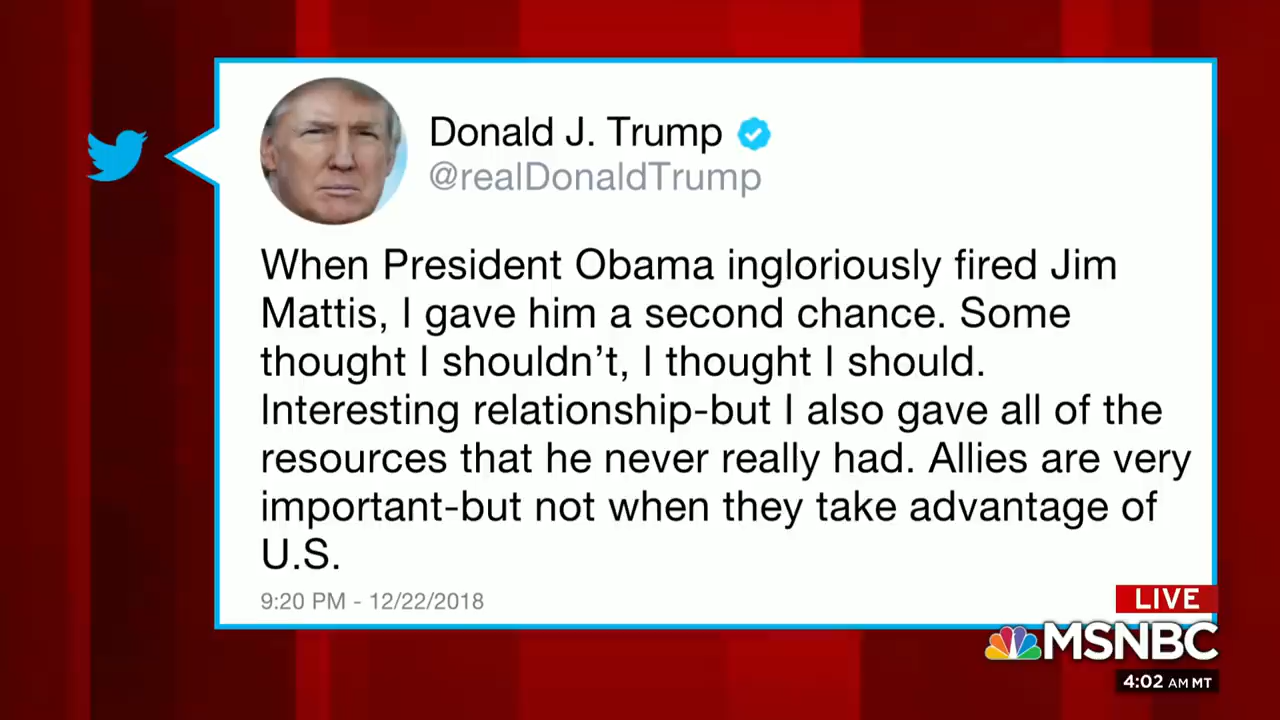 Donald J. Trump
@realDonaldTrump
When President Obama ingloriously fired Jim
Mattis, I gave him a second chance. Some
thought I shouldn’t, I thought I should.
Interesting relationship-but I also gave all of the
resources that he never really had. Allies are very
important-but not when they take advantage of
U.S.
9:20 PM - 12/22/2018
LIVE
MSNBC
4:02 AM MT